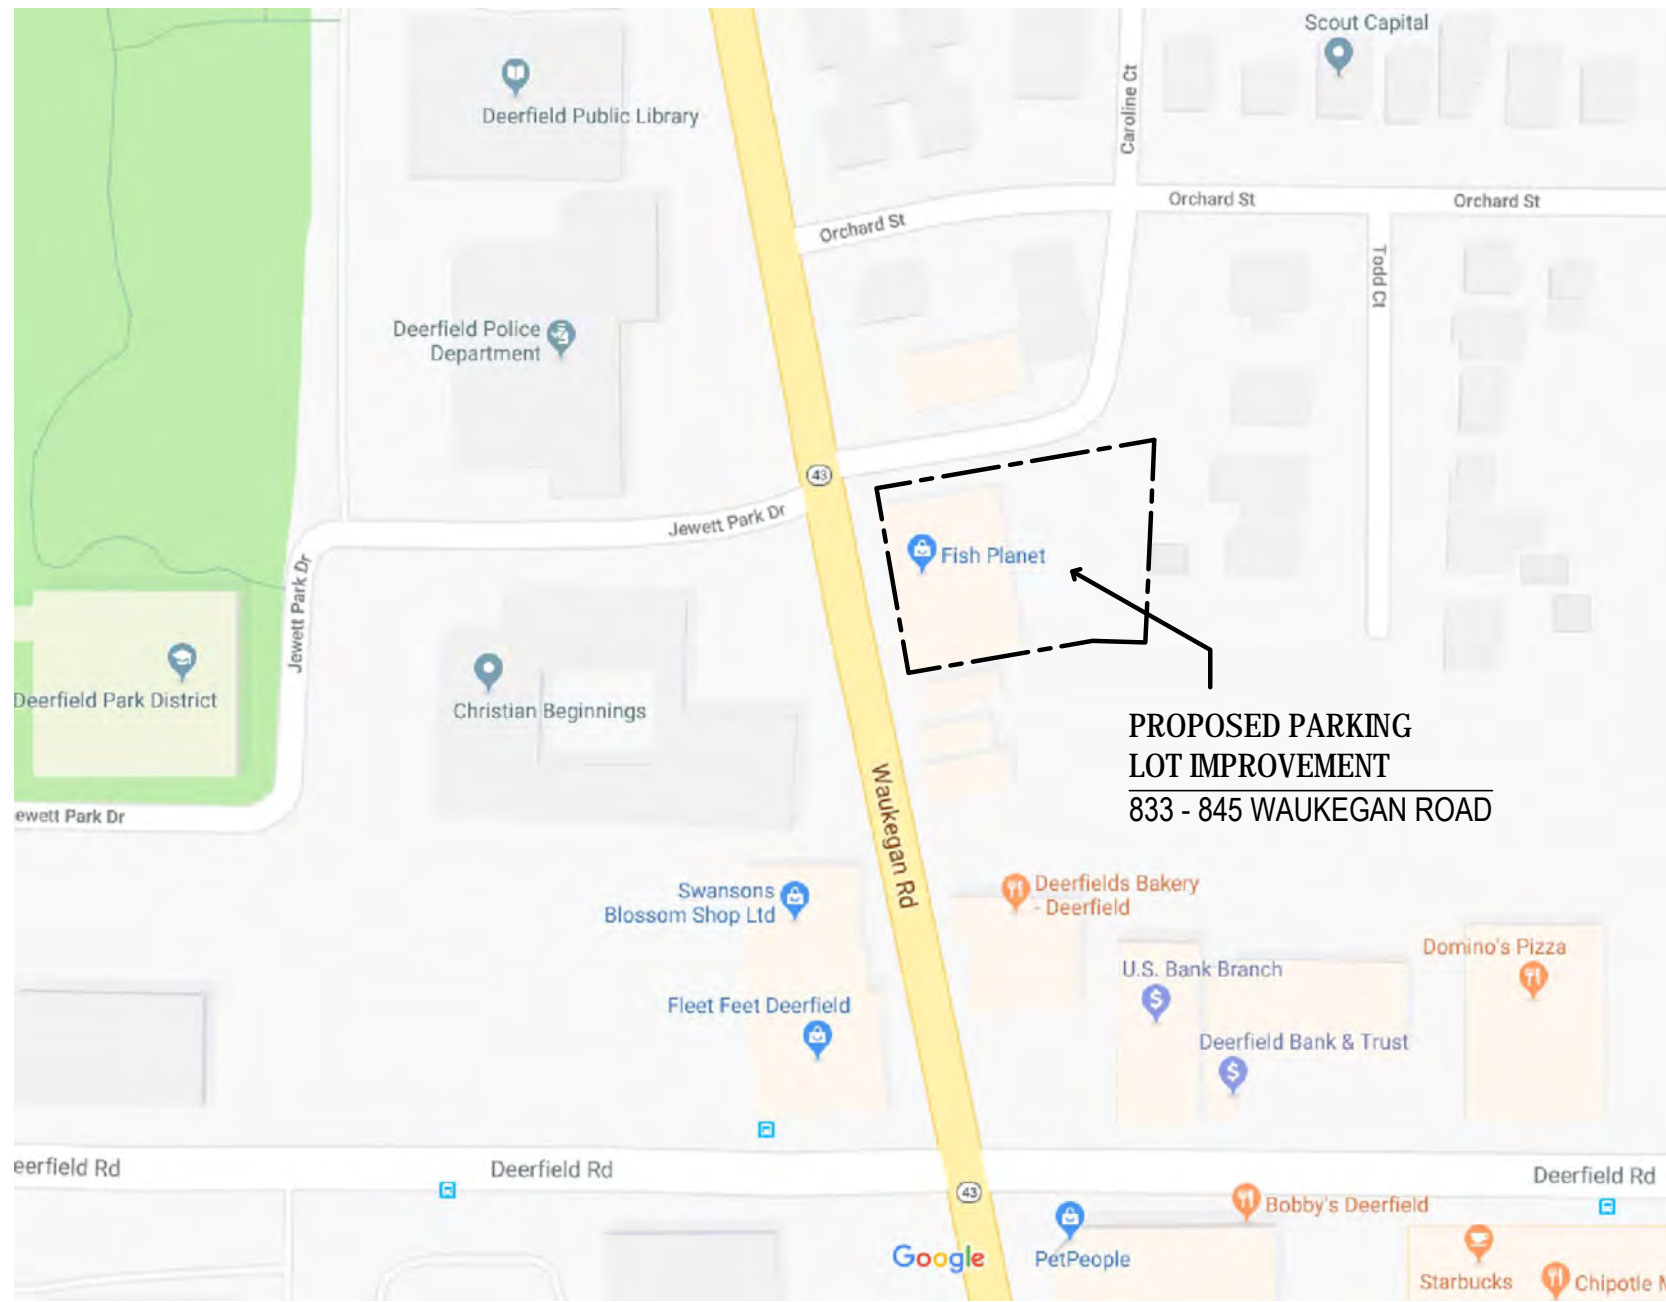 Scout Capital
Deerfield Public Library
Caroline Ct
Orchard St
Orchard St
Orchard St
Todd Ct
Deerfield Police
Department
43
Jewett Park Dr
Fish Planet
Jewett Park Dr
Deerfield Park District
Christian Beginnings
PROPOSED PARKING
LOT IMPROVEMENT
833 - 845 WAUKEGAN ROAD
ewett Park Dr
Waukegan Rd
Swansons
Blossom Shop Ltd
Deerfields Bakery
- Deerfield
Domino's Pizza
U.S. Bank Branch
Fleet Feet Deerfield
Deerfield Bank & Trust
eerfield Rd
Deerfield Rd
Deerfield Rd
43
Bobby's Deerfield
Google
PetPeople
Starbucks
Chipotle M